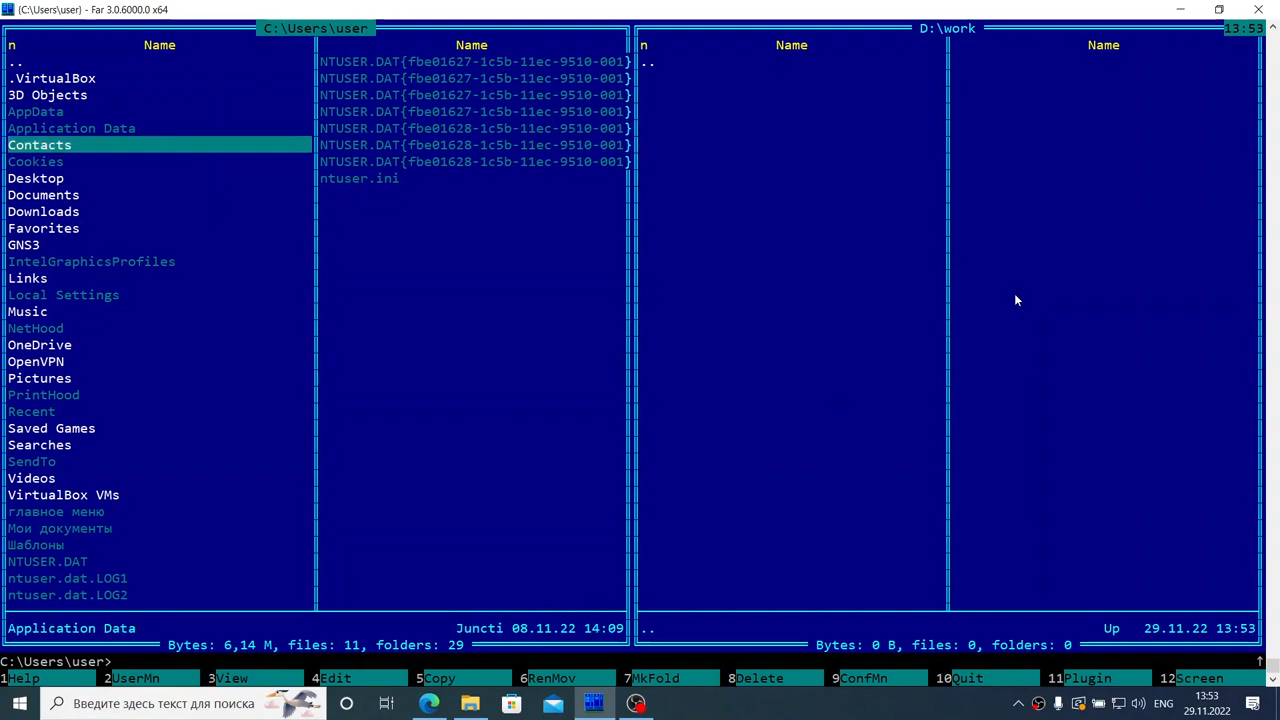 {C:\Users\user} - Far 3.0.6000.0 x64
C:\Users\user
D:\work
13:53
n Name Name
n Name Name
..
.VirtualBox
3D Objects
AppData
Application Data
Contacts
Cookies
Desktop
Documents
Downloads
Favorites
GNS3
IntelGraphicsProfiles
Links
Local Settings
Music
NetHood
OneDrive
OpenVPN
Pictures
PrintHood
Recent
Saved Games
Searches
SendTo
Videos
VirtualBox VMs
главное меню
Мои документы
Шаблоны
NTUSER.DAT
ntuser.dat.LOG1
ntuser.dat.LOG2
NTUSER.DAT{fbe01627-1c5b-11ec-9510-001}
NTUSER.DAT{fbe01627-1c5b-11ec-9510-001}
NTUSER.DAT{fbe01627-1c5b-11ec-9510-001}
NTUSER.DAT{fbe01627-1c5b-11ec-9510-001}
NTUSER.DAT{fbe01628-1c5b-11ec-9510-001}
NTUSER.DAT{fbe01628-1c5b-11ec-9510-001}
NTUSER.DAT{fbe01628-1c5b-11ec-9510-001}
ntuser.ini
..
Application Data Juncti 08.11.22 14:09
Bytes: 6,14 M, files: 11, folders: 29
.. Up 29.11.22 13:53
Bytes: 0 B, files: 0, folders: 0
C:\Users\user>
1Help 2UserMn 3View 4Edit 5Copy 6RenMov 7MkFold 8Delete 9ConfMn 10Quit 11Plugin 12Screen
Введите здесь текст для поиска
ENG
13:53
29.11.2022